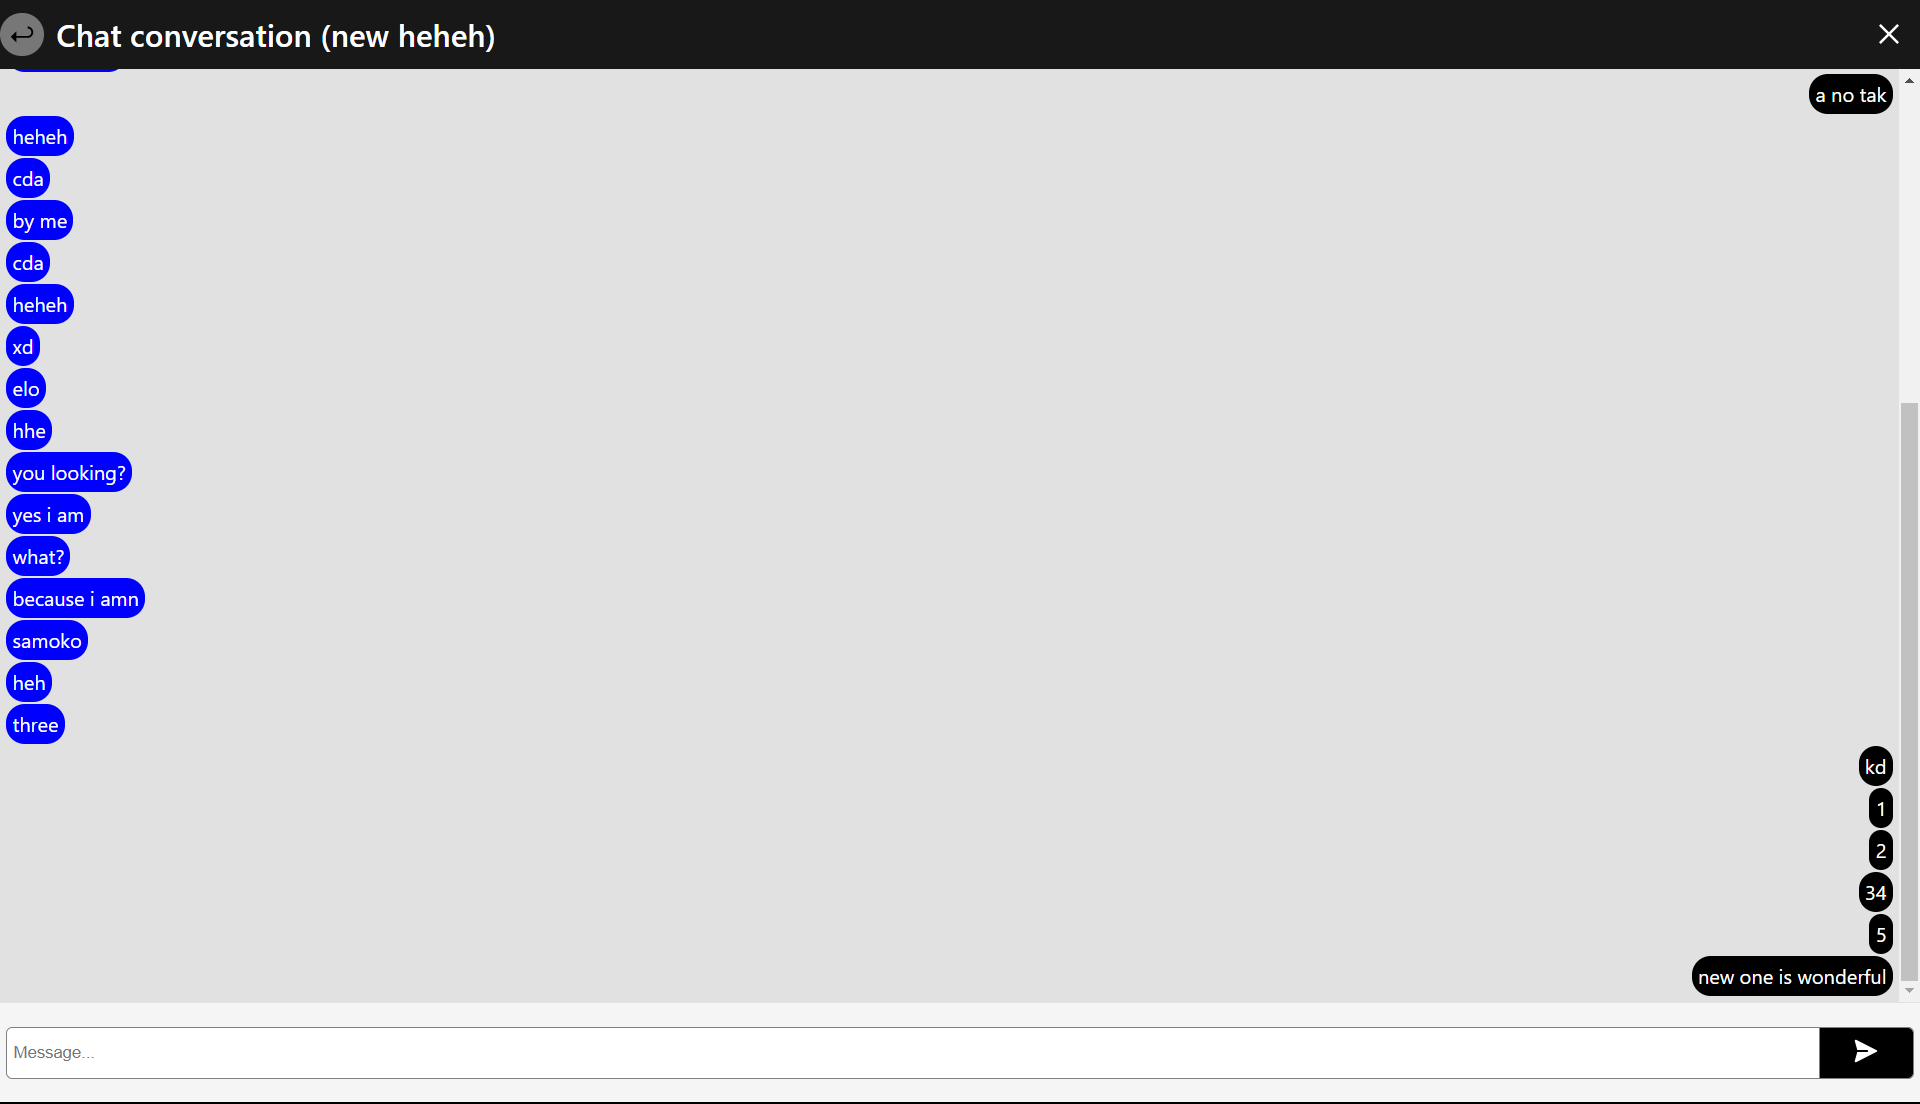 Chat conversation (new heheh)
a no tak
heheh
cda
by me
cda
heheh
xd
elo
hhe
you looking?
yes i am
what?
because i amn
samoko
heh
three
kd
1
2
34
5
new one is wonderful
Message...